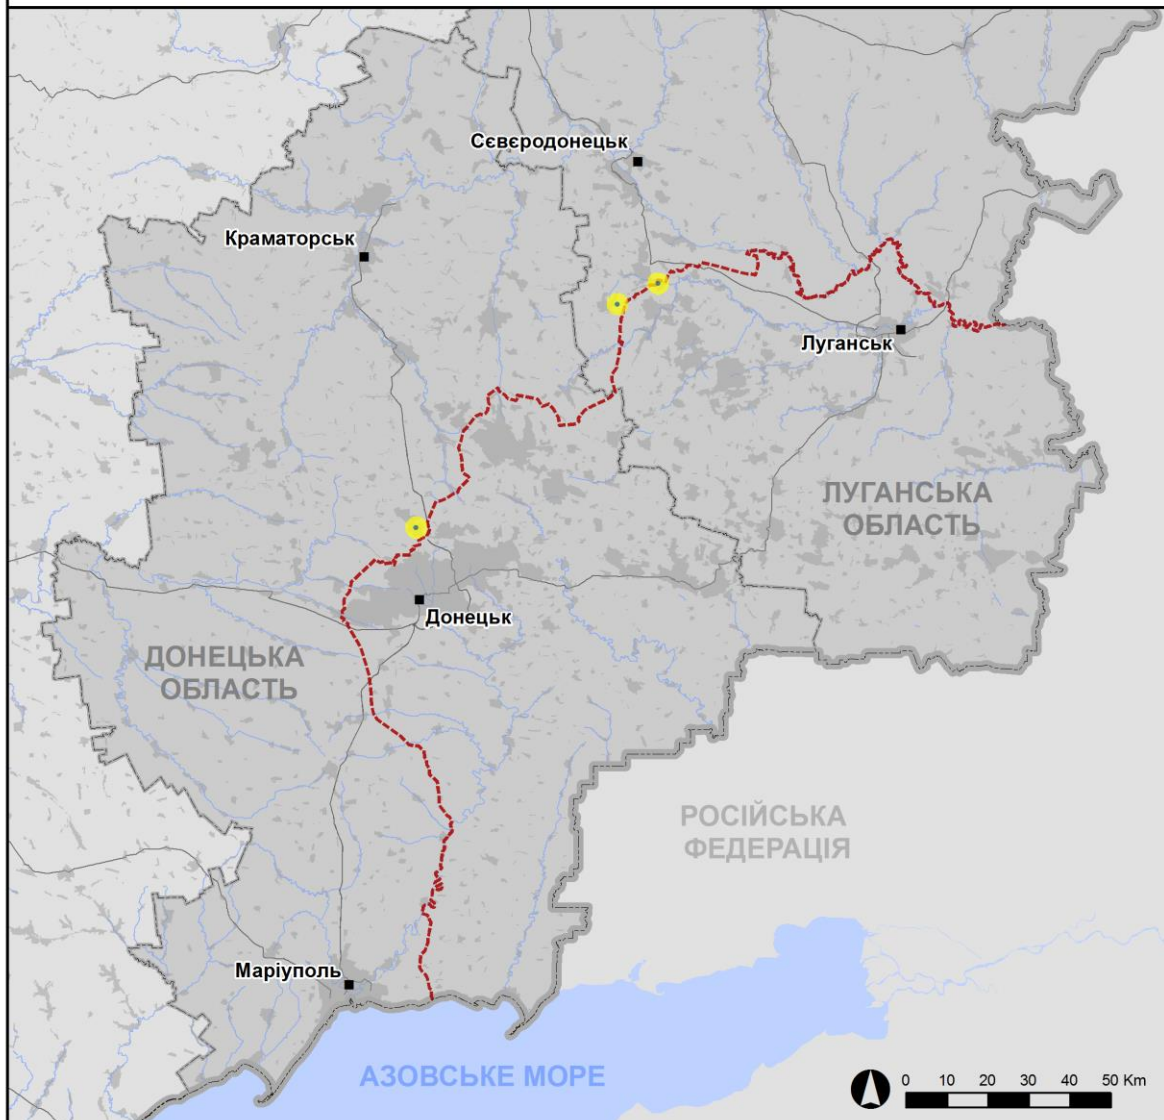 Сєвєродонецьк
Краматорськ
Луганськ
ЛУГАНСЬКА
ОБЛАСТЬ
Донецьк
ДОНЕЦЬКА
ОБЛАСТЬ
РОСІЙСЬКА
ФЕДЕРАЦІЯ
Маріуполь
АЗОВСЬКЕ МОРЕ
0 10 20 30 40 50 Km